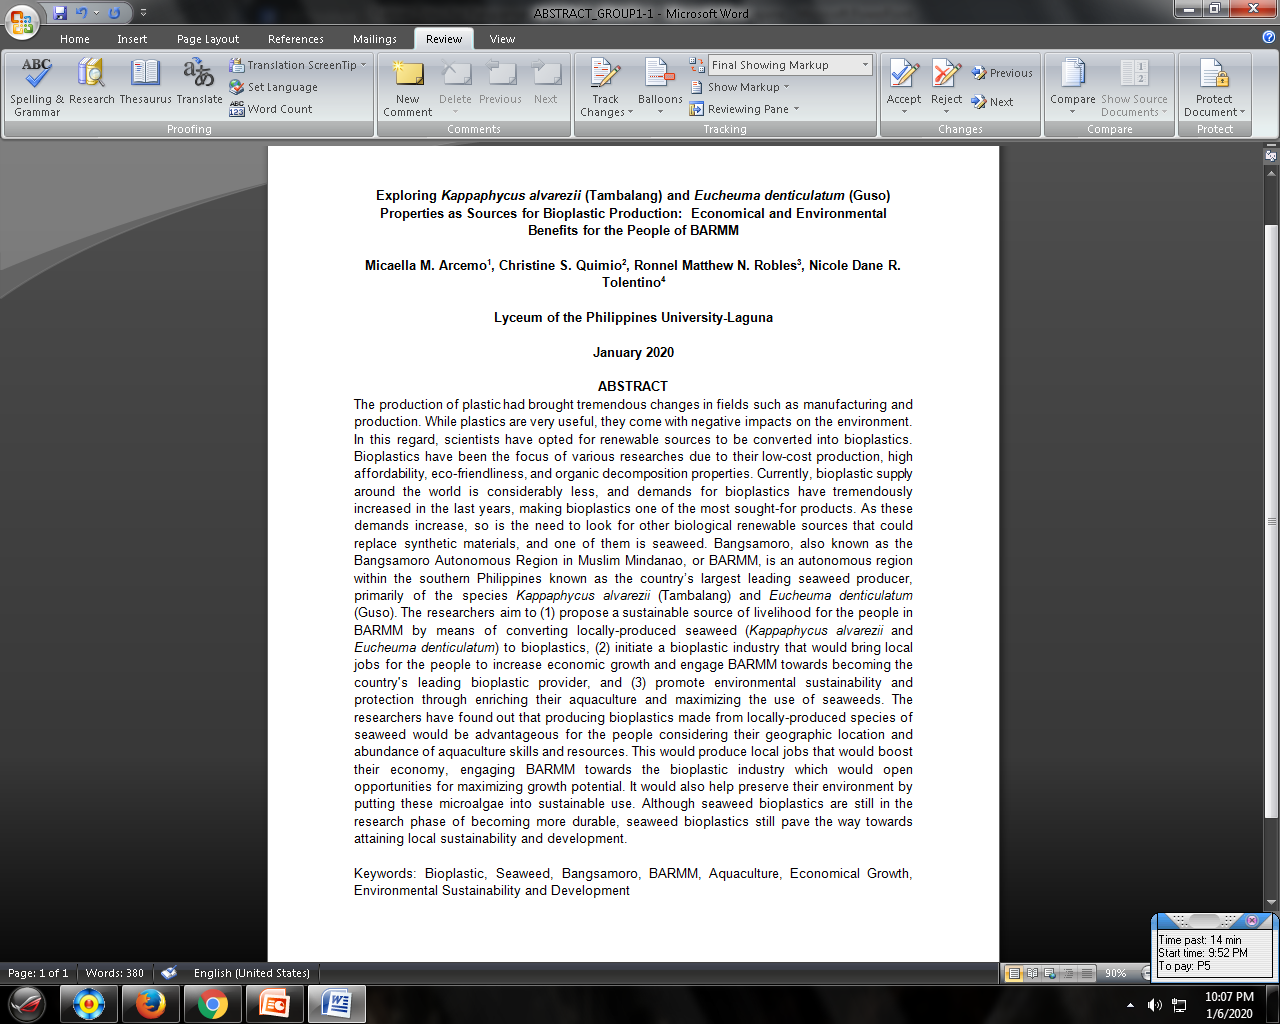 ABSTRACT_GROUP1-1 - Microsoft Word
Home Insert Page Layout References Mailings Review View
ABC Spelling & Grammar
Research
Thesaurus
Translate
Translation ScreenTip
Set Language
ABC 123 Word Count
Proofing
New Comment
Delete
Previous
Next
Comments
Track Changes
Balloons
Final Showing Markup
Show Markup
Reviewing Pane
Tracking
Accept
Reject
Previous
Next
Changes
Compare
Show Source Documents
Compare
Protect Document
Protect
Exploring Kappaphycus alvarezii (Tambalang) and Eucheuma denticulatum (Guso)
Properties as Sources for Bioplastic Production: Economical and Environmental
Benefits for the People of BARMM
Micaella M. Arcemo1, Christine S. Quimio2, Ronnel Matthew N. Robles3, Nicole Dane R.
Tolentino4
Lyceum of the Philippines University-Laguna
January 2020
ABSTRACT
The production of plastic had brought tremendous changes in fields such as manufacturing and
production. While plastics are very useful, they come with negative impacts on the environment.
In this regard, scientists have opted for renewable sources to be converted into bioplastics.
Bioplastics have been the focus of various researches due to their low-cost production, high
affordability, eco-friendliness, and organic decomposition properties. Currently, bioplastic supply
around the world is considerably less, and demands for bioplastics have tremendously
increased in the last years, making bioplastics one of the most sought-for products. As these
demands increase, so is the need to look for other biological renewable sources that could
replace synthetic materials, and one of them is seaweed. Bangsamoro, also known as the
Bangsamoro Autonomous Region in Muslim Mindanao, or BARMM, is an autonomous region
within the southern Philippines known as the country's largest leading seaweed producer,
primarily of the species Kappaphycus alvarezii (Tambalang) and Eucheuma denticulatum
(Guso). The researchers aim to (1) propose a sustainable source of livelihood for the people in
BARMM by means of converting locally-produced seaweed (Kappaphycus alvarezii and
Eucheuma denticulatum) to bioplastics, (2) initiate a bioplastic industry that would bring local
jobs for the people to increase economic growth and engage BARMM towards becoming the
country's leading bioplastic provider, and (3) promote environmental sustainability and
protection through enriching their aquaculture and maximizing the use of seaweeds. The
researchers have found out that producing bioplastics made from locally-produced species of
seaweed would be advantageous for the people considering their geographic location and
abundance of aquaculture skills and resources. This would produce local jobs that would boost
their economy, engaging BARMM towards the bioplastic industry which would open
opportunities for maximizing growth potential. It would also help preserve their environment by
putting these microalgae into sustainable use. Although seaweed bioplastics are still in the
research phase of becoming more durable, seaweed bioplastics still pave the way towards
attaining local sustainability and development.
Keywords: Bioplastic, Seaweed, Bangsamoro, BARMM, Aquaculture, Economical Growth,
Environmental Sustainability and Development
Time past: 14 min
Start time: 9:52 PM
To pay: P5
Page: 1 of 1 Words: 380 English (United States) 90%
10:07 PM
1/6/2020